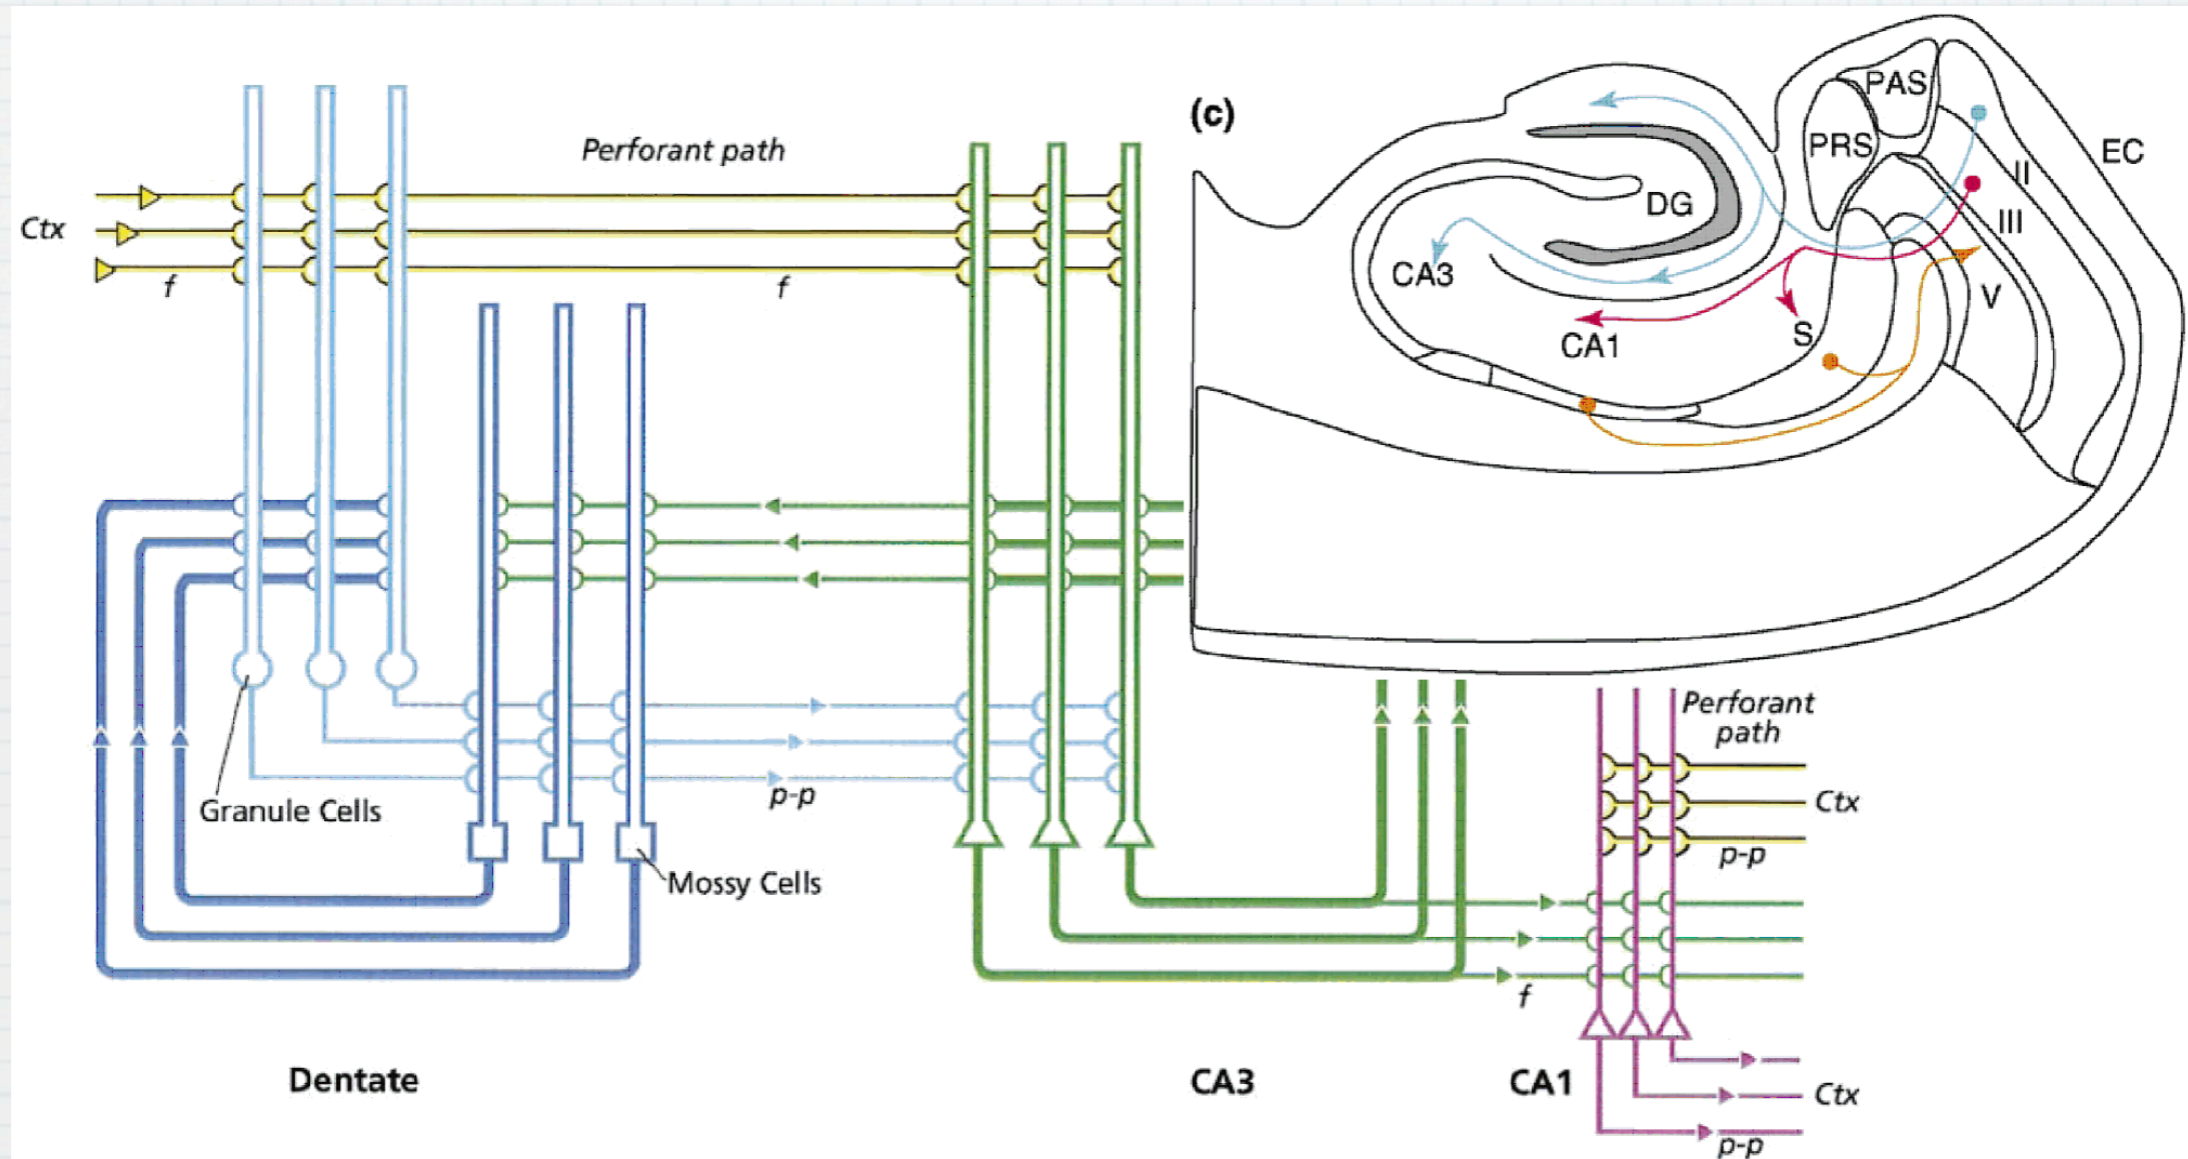 Perforant path
Ctx
f
f
Granule Cells
p-p
Mossy Cells
Dentate
CA3
CA1
f
Perforant
path
Ctx
p-p
Ctx
p-p
(c)
PAS
PRS
EC
II
III
V
DG
CA3
CA1
S